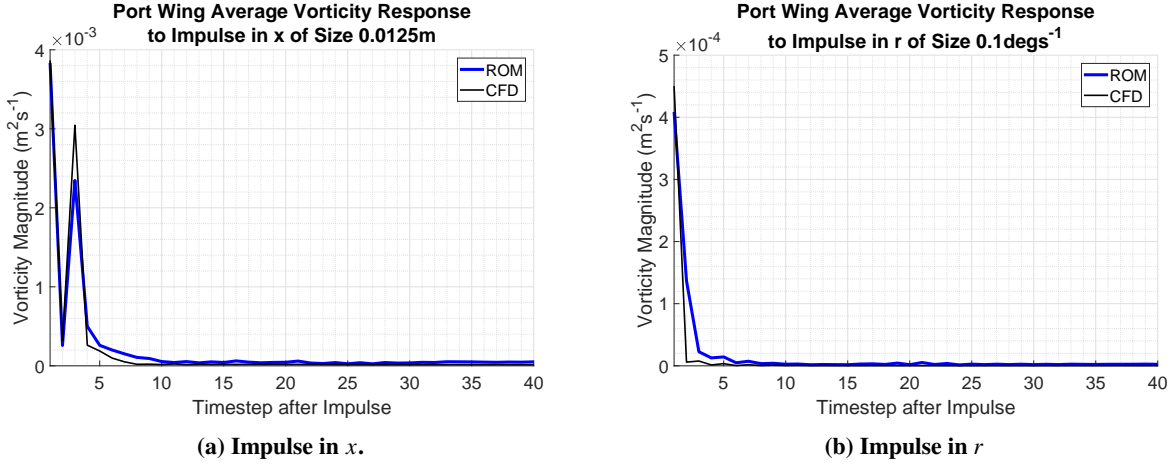 Port Wing Average Vorticity Response
to Impulse in x of Size 0.0125m
×10⁻³
4
3
2
1
0
Vorticity Magnitude (m²s⁻¹)
ROM
CFD
5 10 15 20 25 30 35 40
Timestep after Impulse
(a) Impulse in x.
Port Wing Average Vorticity Response
to Impulse in r of Size 0.1degs⁻¹
×10⁻⁴
5
4
3
2
1
0
Vorticity Magnitude (m²s⁻¹)
ROM
CFD
5 10 15 20 25 30 35 40
Timestep after Impulse
(b) Impulse in r